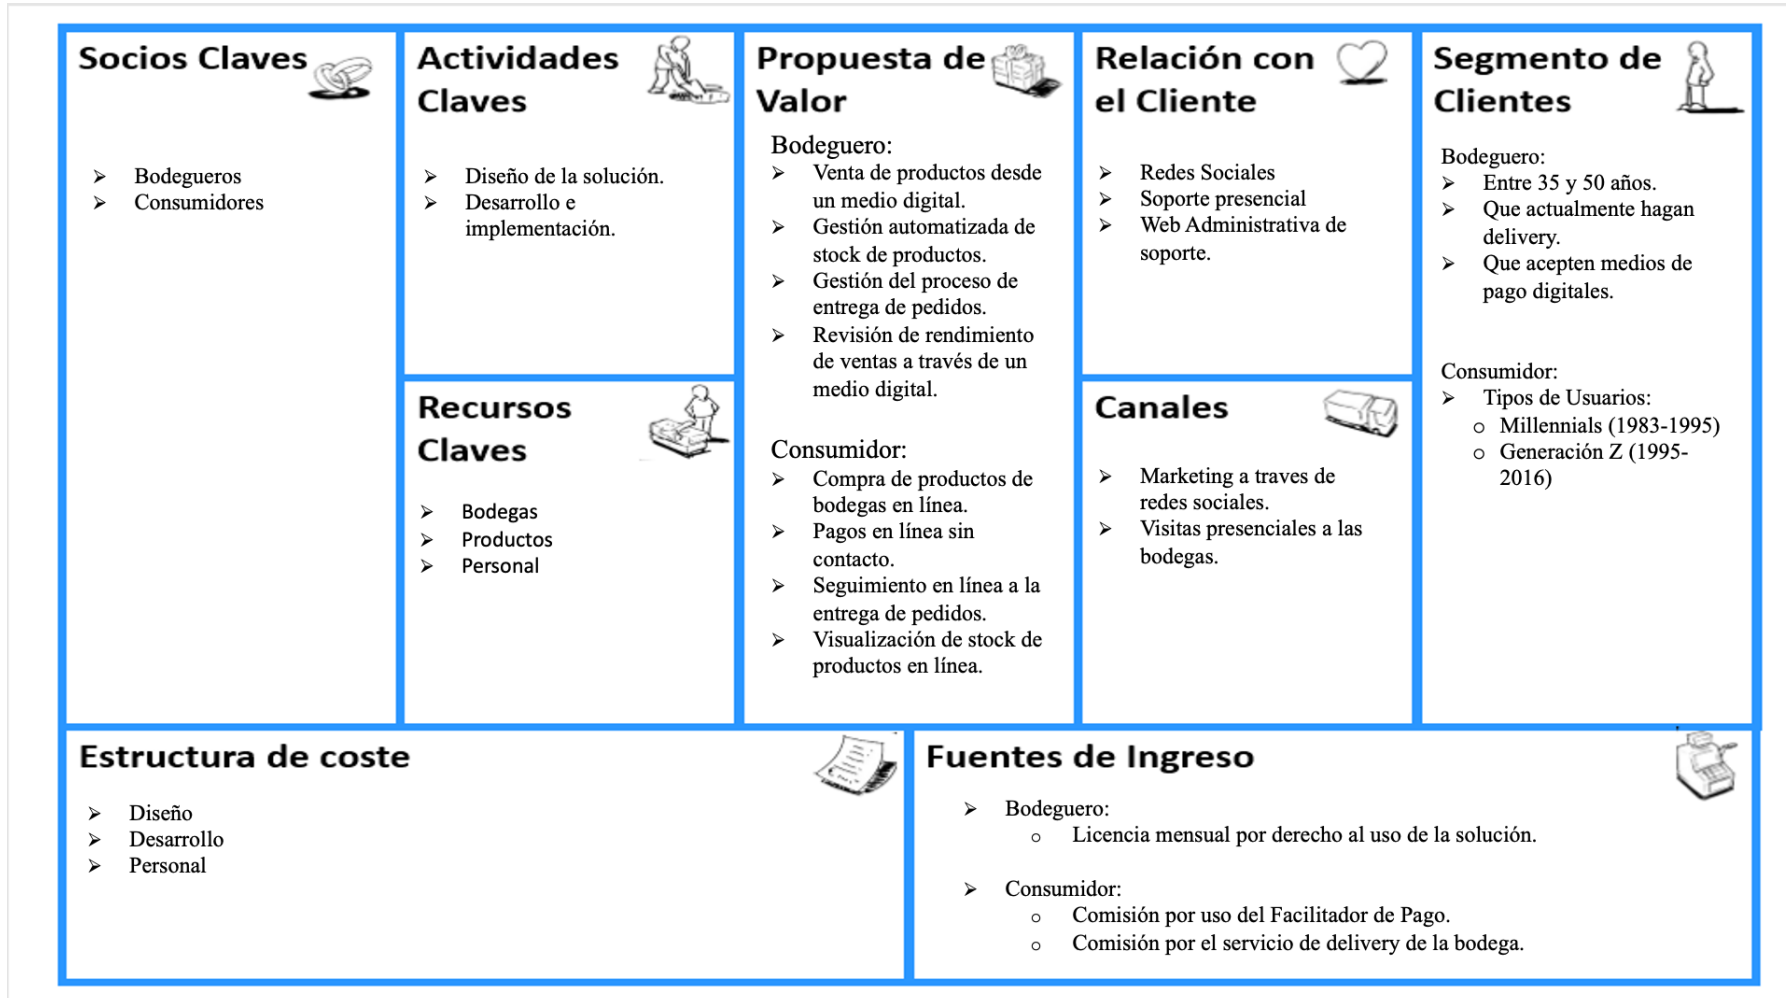 Socios Claves
➢ Bodegueros
➢ Consumidores
Actividades
Claves
➢ Diseño de la solución.
➢ Desarrollo e
implementación.
Recursos
Claves
➢ Bodegas
➢ Productos
➢ Personal
Propuesta de
Valor
Bodeguero:
➢ Venta de productos desde
un medio digital.
➢ Gestión automatizada de
stock de productos.
➢ Gestión del proceso de
entrega de pedidos.
➢ Revisión de rendimiento
de ventas a través de un
medio digital.
Consumidor:
➢ Compra de productos de
bodegas en línea.
➢ Pagos en línea sin
contacto.
➢ Seguimiento en línea a la
entrega de pedidos.
➢ Visualización de stock de
productos en línea.
Relación con
el Cliente
➢ Redes Sociales
➢ Soporte presencial
➢ Web Administrativa de
soporte.
Canales
➢ Marketing a traves de
redes sociales.
➢ Visitas presenciales a las
bodegas.
Segmento de
Clientes
Bodeguero:
➢ Entre 35 y 50 años.
➢ Que actualmente hagan
delivery.
➢ Que acepten medios de
pago digitales.
Consumidor:
➢ Tipos de Usuarios:
o Millennials (1983-1995)
o Generación Z (1995-
2016)
Estructura de coste
➢ Diseño
➢ Desarrollo
➢ Personal
Fuentes de Ingreso
➢ Bodeguero:
o Licencia mensual por derecho al uso de la solución.
➢ Consumidor:
o Comisión por uso del Facilitador de Pago.
o Comisión por el servicio de delivery de la bodega.